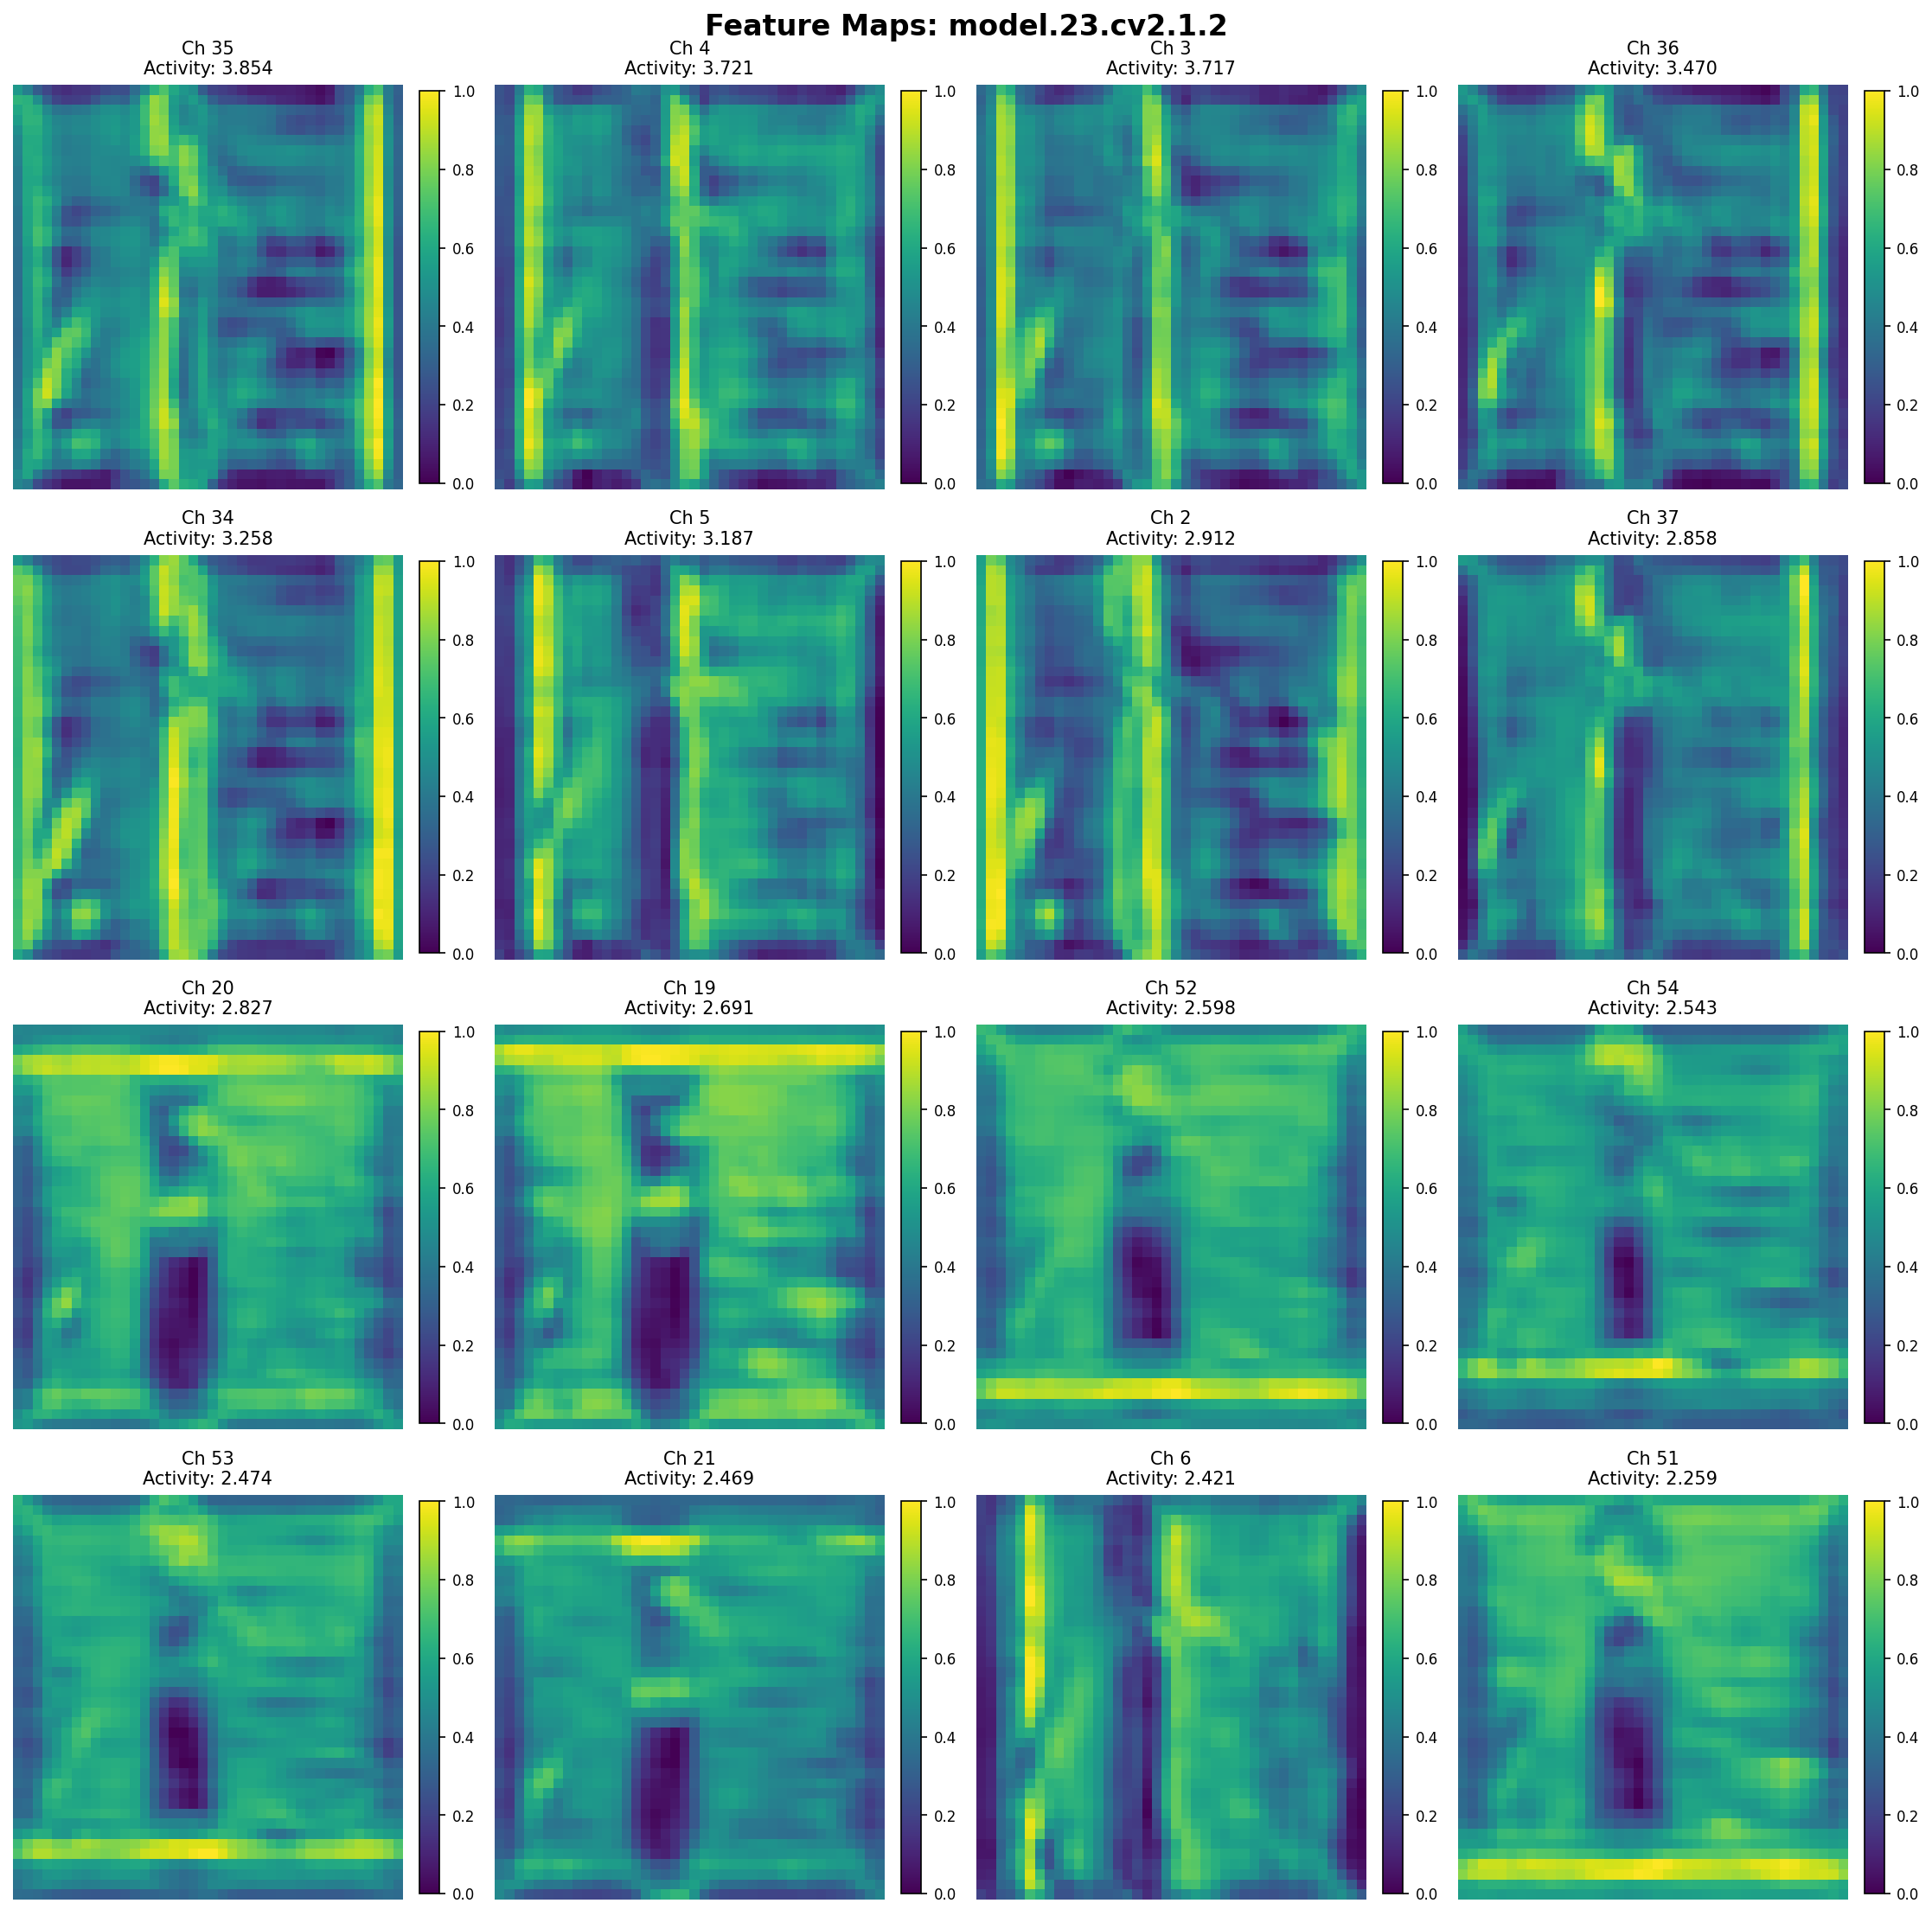 Feature Maps: model.23.cv2.1.2
Ch 35
Activity: 3.854
Ch 4
Activity: 3.721
Ch 3
Activity: 3.717
Ch 36
Activity: 3.470
1.0
0.8
0.6
0.4
0.2
0.0
1.0
0.8
0.6
0.4
0.2
0.0
1.0
0.8
0.6
0.4
0.2
0.0
1.0
0.8
0.6
0.4
0.2
0.0
Ch 34
Activity: 3.258
Ch 5
Activity: 3.187
Ch 2
Activity: 2.912
Ch 37
Activity: 2.858
1.0
0.8
0.6
0.4
0.2
0.0
1.0
0.8
0.6
0.4
0.2
0.0
1.0
0.8
0.6
0.4
0.2
0.0
1.0
0.8
0.6
0.4
0.2
0.0
Ch 20
Activity: 2.827
Ch 19
Activity: 2.691
Ch 52
Activity: 2.598
Ch 54
Activity: 2.543
1.0
0.8
0.6
0.4
0.2
0.0
1.0
0.8
0.6
0.4
0.2
0.0
1.0
0.8
0.6
0.4
0.2
0.0
1.0
0.8
0.6
0.4
0.2
0.0
Ch 53
Activity: 2.474
Ch 21
Activity: 2.469
Ch 6
Activity: 2.421
Ch 51
Activity: 2.259
1.0
0.8
0.6
0.4
0.2
0.0
1.0
0.8
0.6
0.4
0.2
0.0
1.0
0.8
0.6
0.4
0.2
0.0
1.0
0.8
0.6
0.4
0.2
0.0